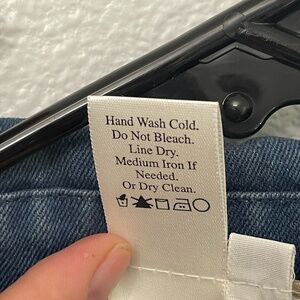 Hand Wash Cold.
Do Not Bleach.
Line Dry.
Medium Iron If
Needed.
Or Dry Clean.